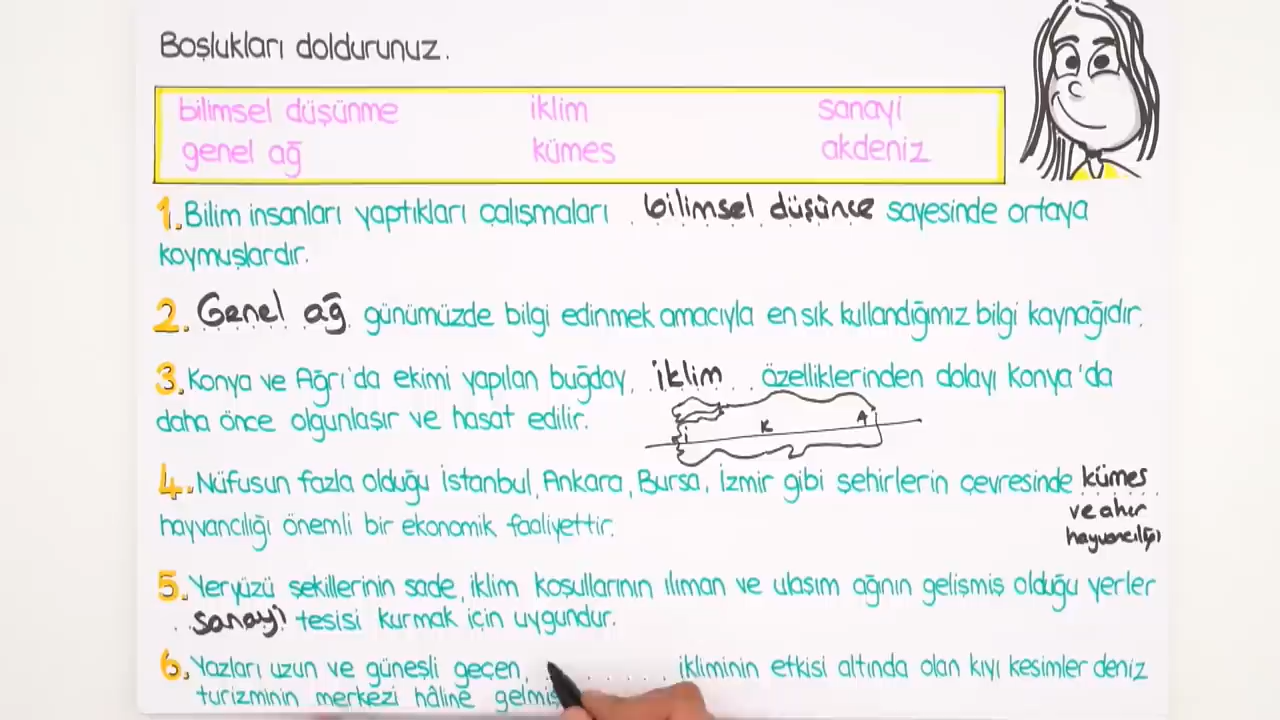 Boşlukları doldurunuz.
bilimsel düşünme iklim sanayi
genel ağ kümes akdeniz
1. Bilim insanları yaptıkları çalışmaları bilimsel düşünce sayesinde ortaya
koymuşlardır.
2. Genel ağ günümüzde bilgi edinmek amacıyla en sık kullandığımız bilgi kaynağıdır.
3. Konya ve Ağrı'da ekimi yapılan buğday, iklim özelliklerinden dolayı Konya'da
daha önce olgunlaşır ve hasat edilir.
K A
4. Nüfusun fazla olduğu İstanbul, Ankara, Bursa, İzmir gibi şehirlerin çevresinde kümes
ve ahır
hayvancılığı önemli bir ekonomik faaliyettir.
hayvancılığı
5. Yeryüzü şekillerinin sade, iklim koşullarının ılıman ve ulaşım ağının gelişmiş olduğu yerler
sanayi tesisi kurmak için uygundur.
6. Yazları uzun ve güneşli geçen, ........ ikliminin etkisi altında olan kıyı kesimler deniz
turizminin merkezi hâline gelmiş